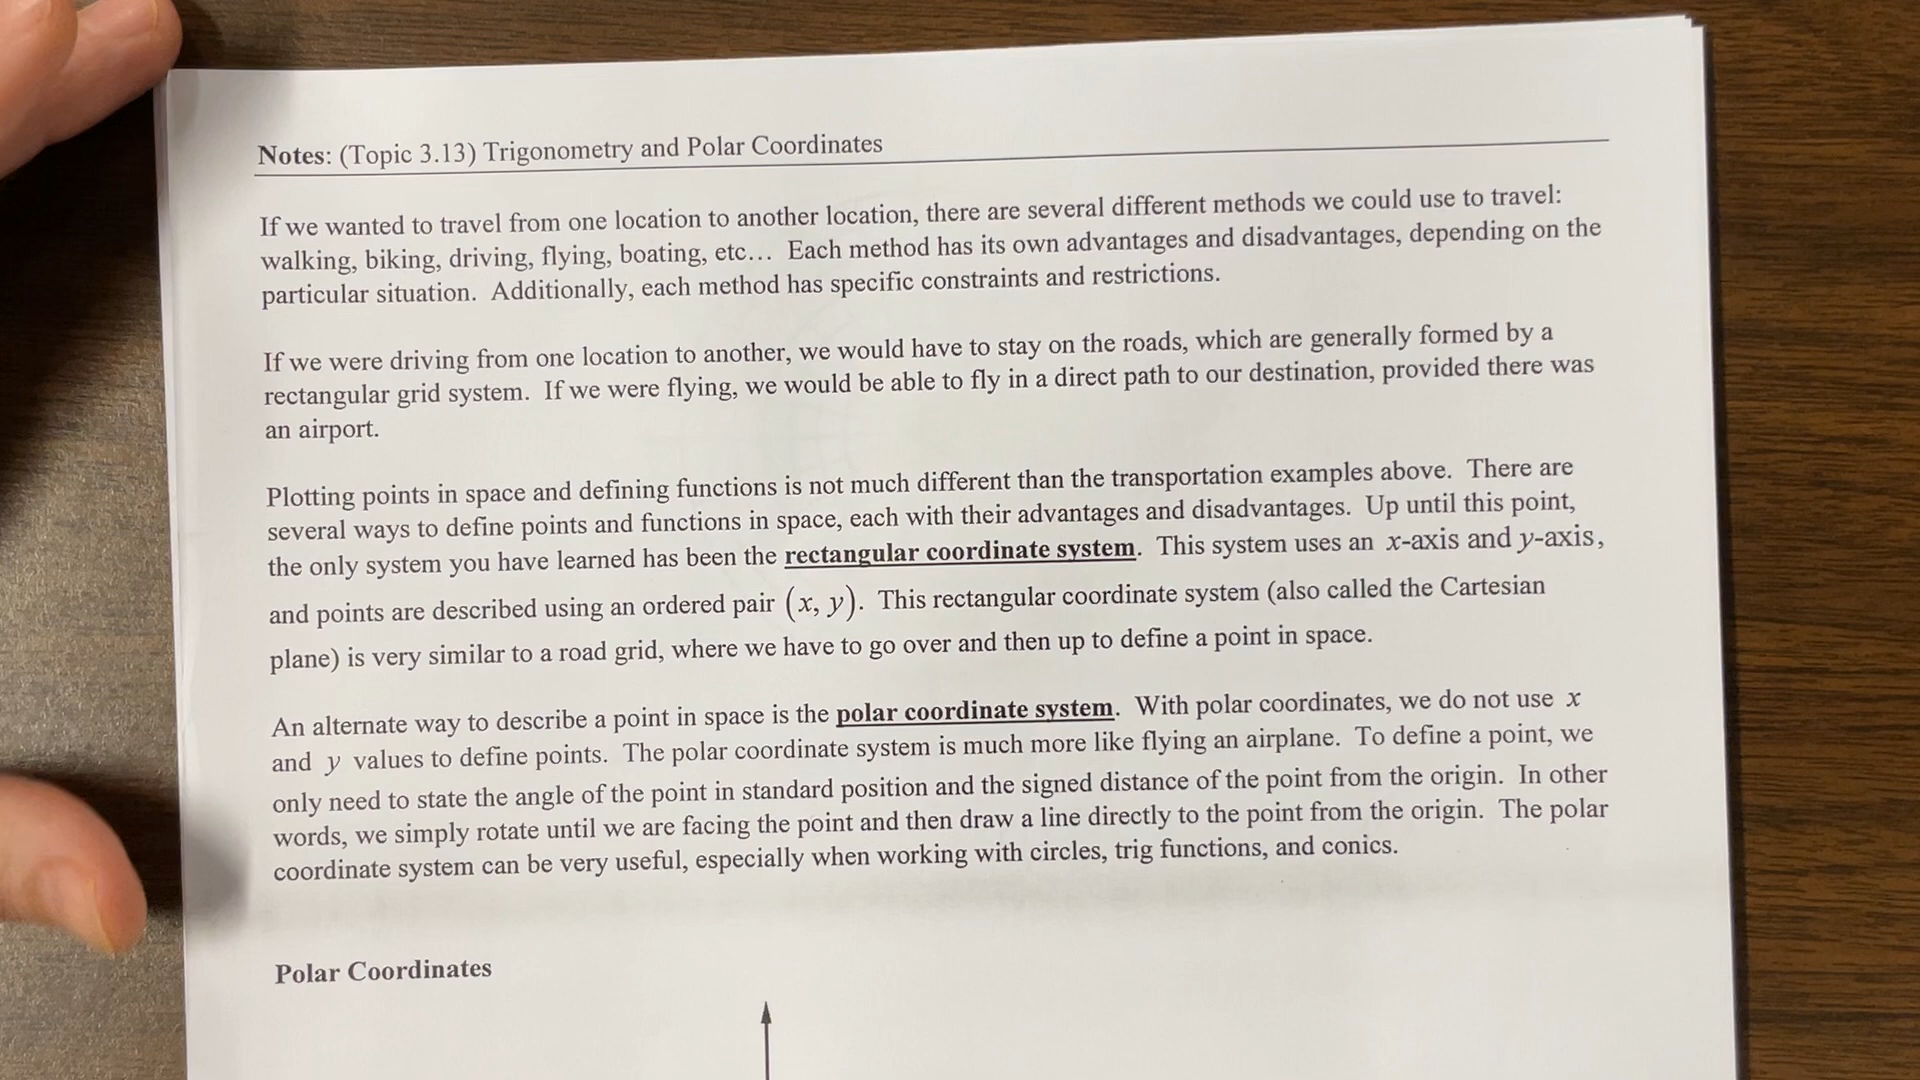 Notes: (Topic 3.13) Trigonometry and Polar Coordinates
If we wanted to travel from one location to another location, there are several different methods we could use to travel:
walking, biking, driving, flying, boating, etc… Each method has its own advantages and disadvantages, depending on the
particular situation. Additionally, each method has specific constraints and restrictions.
If we were driving from one location to another, we would have to stay on the roads, which are generally formed by a
rectangular grid system. If we were flying, we would be able to fly in a direct path to our destination, provided there was
an airport.
Plotting points in space and defining functions is not much different than the transportation examples above. There are
several ways to define points and functions in space, each with their advantages and disadvantages. Up until this point,
the only system you have learned has been the rectangular coordinate system. This system uses an x-axis and y-axis,
and points are described using an ordered pair (x, y). This rectangular coordinate system (also called the Cartesian
plane) is very similar to a road grid, where we have to go over and then up to define a point in space.
An alternate way to describe a point in space is the polar coordinate system. With polar coordinates, we do not use x
and y values to define points. The polar coordinate system is much more like flying an airplane. To define a point, we
only need to state the angle of the point in standard position and the signed distance of the point from the origin. In other
words, we simply rotate until we are facing the point and then draw a line directly to the point from the origin. The polar
coordinate system can be very useful, especially when working with circles, trig functions, and conics.
Polar Coordinates